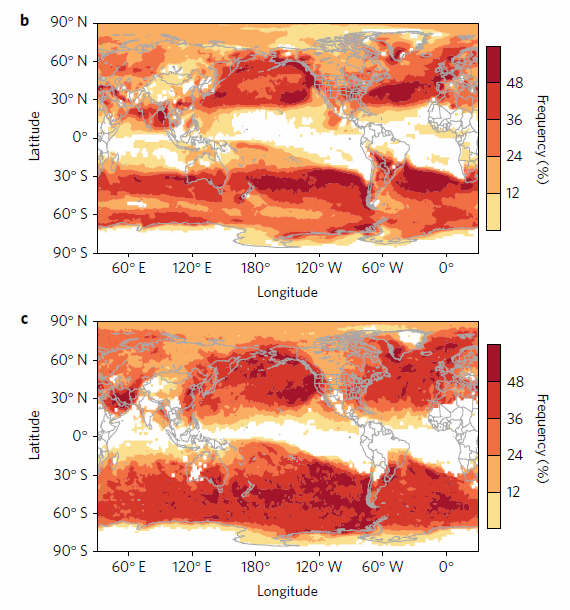 b
90° N
60° N
30° N
0°
30° S
60° S
90° S
Latitude
60° E 120° E 180° 120° W 60° W 0°
Longitude
48
36
24
12
Frequency (%)
c
90° N
60° N
30° N
0°
30° S
60° S
90° S
Latitude
60° E 120° E 180° 120° W 60° W 0°
Longitude
48
36
24
12
Frequency (%)